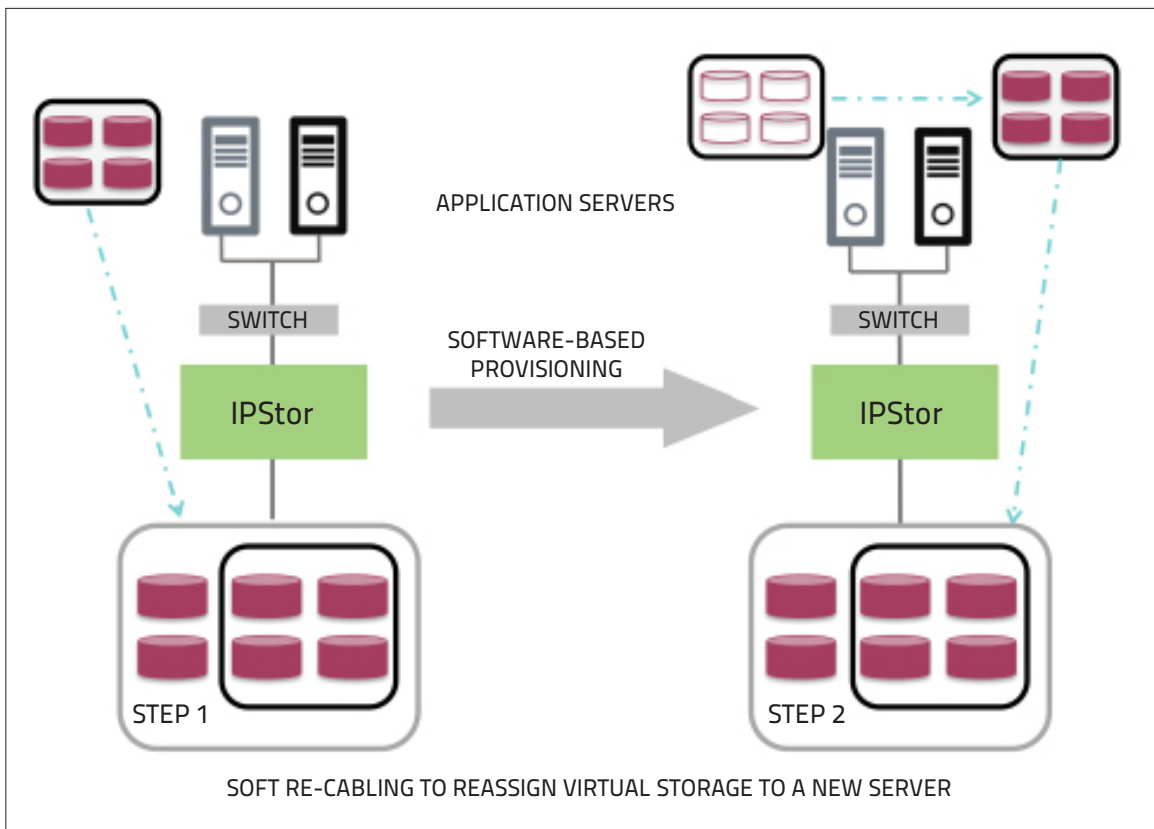 APPLICATION SERVERS
SWITCH
SWITCH
SOFTWARE-BASED
PROVISIONING
IPStor
IPStor
STEP 1
STEP 2
SOFT RE-CABLING TO REASSIGN VIRTUAL STORAGE TO A NEW SERVER